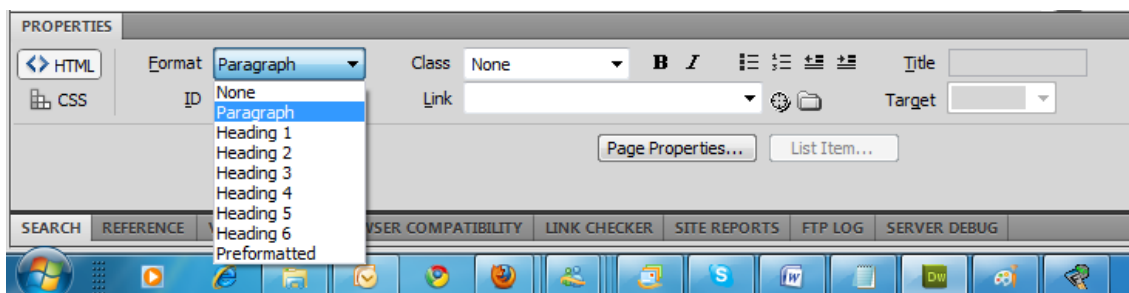 PROPERTIES
<> HTML Format Paragraph Class None B I Title
CSS ID None Link Target
Paragraph
Heading 1
Heading 2 Page Properties... List Item...
Heading 3
Heading 4
Heading 5
Heading 6
Preformatted
SEARCH REFERENCE COMPATIBILITY LINK CHECKER SITE REPORTS FTP LOG SERVER DEBUG
S W Dw